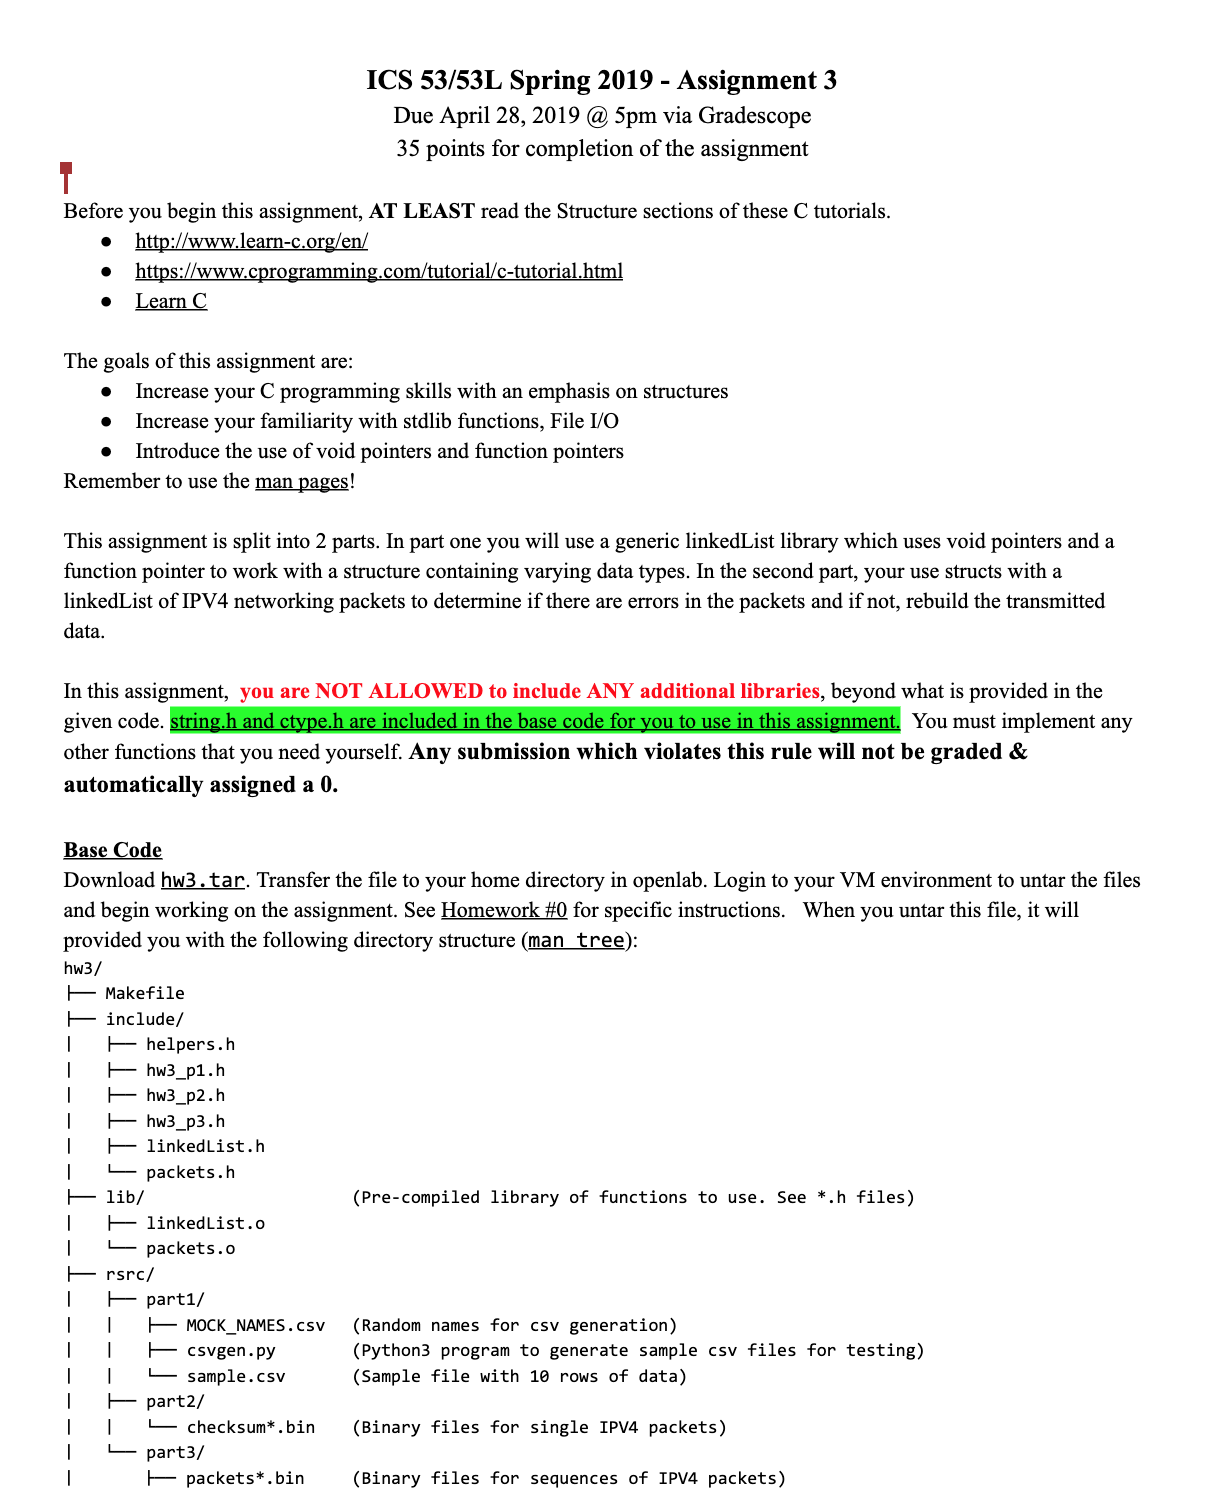 ICS 53/53L Spring 2019 - Assignment 3
Due April 28, 2019 @ 5pm via Gradescope
35 points for completion of the assignment
Before you begin this assignment, AT LEAST read the Structure sections of these C tutorials.
● http://www.learn-c.org/en/
● https://www.cprogramming.com/tutorial/c-tutorial.html
● Learn C
The goals of this assignment are:
● Increase your C programming skills with an emphasis on structures
● Increase your familiarity with stdlib functions, File I/O
● Introduce the use of void pointers and function pointers
Remember to use the man pages!
This assignment is split into 2 parts. In part one you will use a generic linkedList library which uses void pointers and a
function pointer to work with a structure containing varying data types. In the second part, your use structs with a
linkedList of IPV4 networking packets to determine if there are errors in the packets and if not, rebuild the transmitted
data.
In this assignment, you are NOT ALLOWED to include ANY additional libraries, beyond what is provided in the
given code. string.h and ctype.h are included in the base code for you to use in this assignment. You must implement any
other functions that you need yourself. Any submission which violates this rule will not be graded &
automatically assigned a 0.
Base Code
Download hw3.tar. Transfer the file to your home directory in openlab. Login to your VM environment to untar the files
and begin working on the assignment. See Homework #0 for specific instructions. When you untar this file, it will
provided you with the following directory structure (man tree):
hw3/
├── Makefile
├── include/
|   ├── helpers.h
|   ├── hw3_p1.h
|   ├── hw3_p2.h
|   ├── hw3_p3.h
|   ├── linkedList.h
|   └── packets.h
├── lib/ (Pre-compiled library of functions to use. See *.h files)
|   ├── linkedList.o
|   └── packets.o
├── rsrc/
|   ├── part1/
|   |   ├── MOCK_NAMES.csv (Random names for csv generation)
|   |   ├── csvgen.py (Python3 program to generate sample csv files for testing)
|   |   └── sample.csv (Sample file with 10 rows of data)
|   ├── part2/
|   |   └── checksum*.bin (Binary files for single IPV4 packets)
|   └── part3/
|       ├── packets*.bin (Binary files for sequences of IPV4 packets)